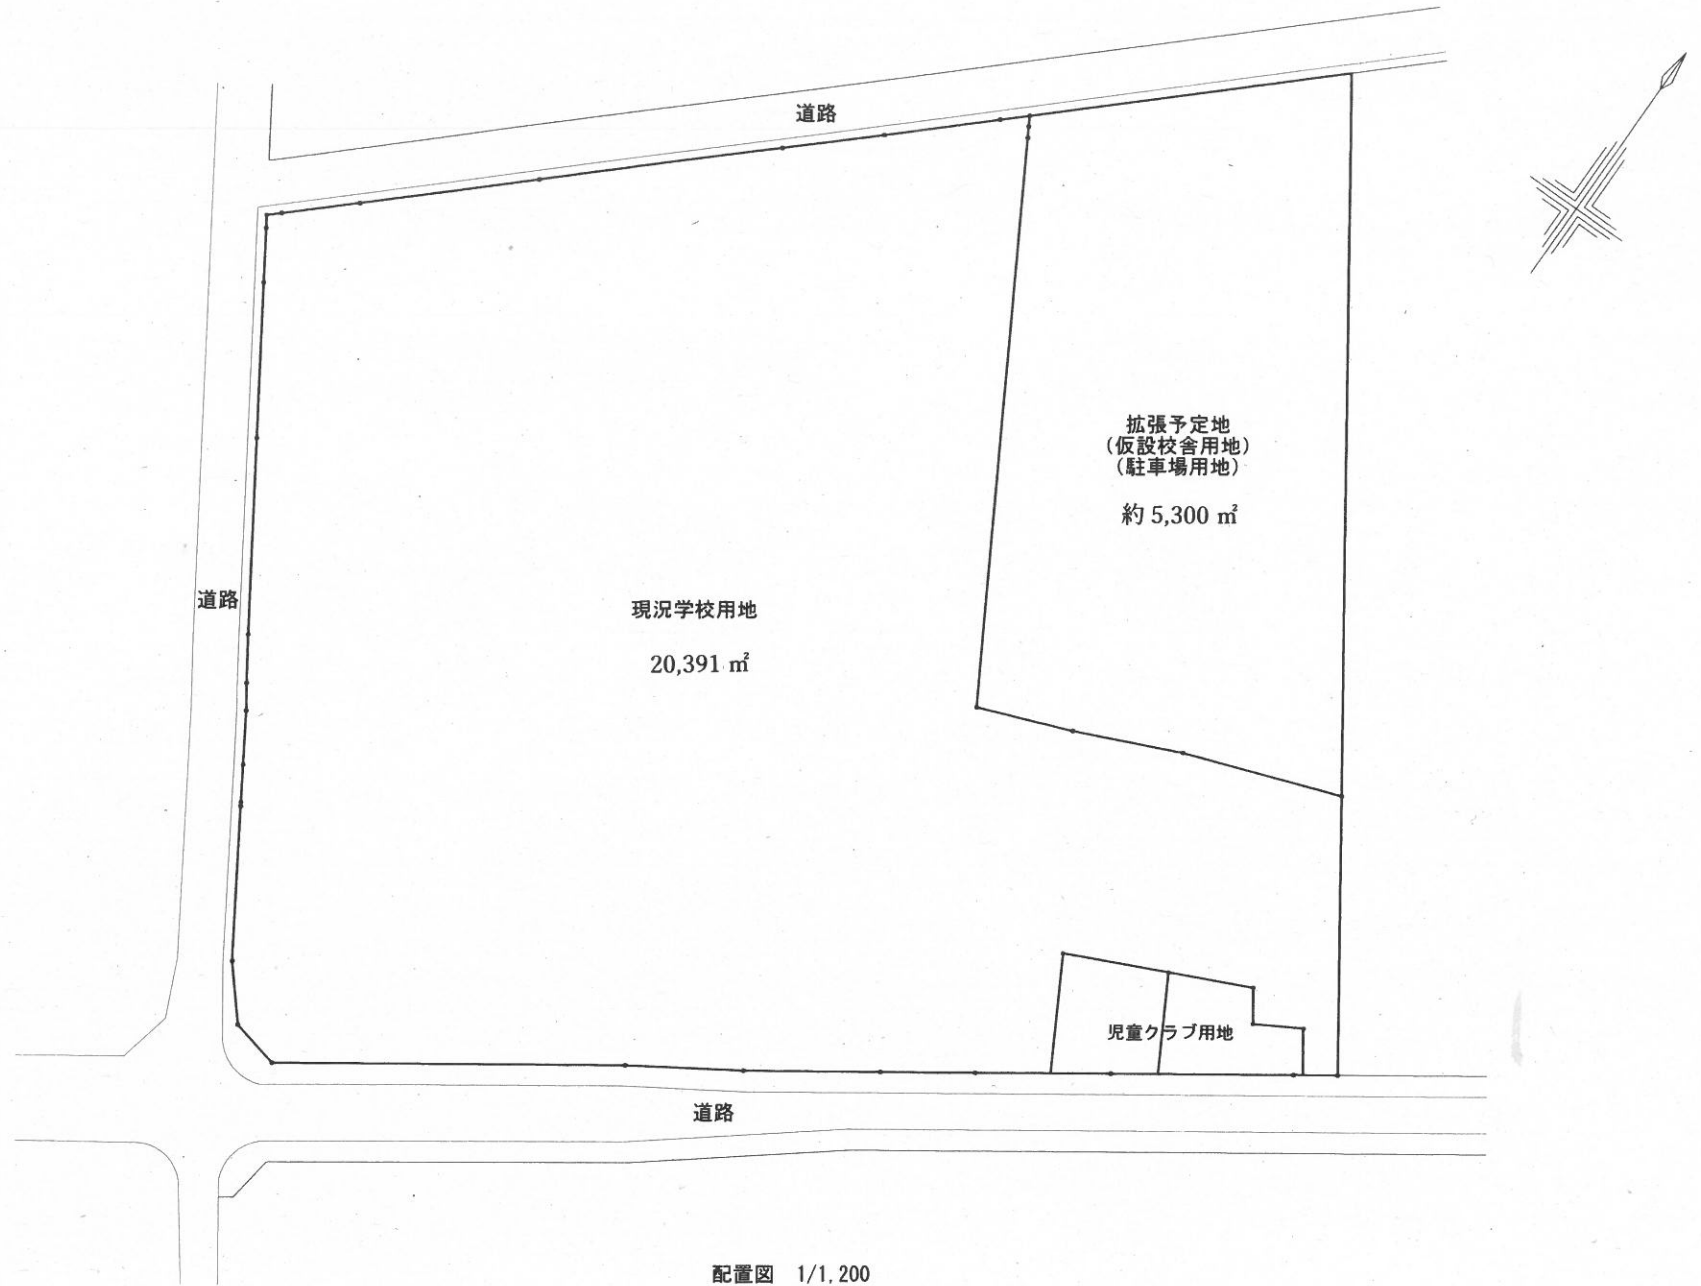 道路
拡張予定地
(仮設校舎用地)
(駐車場用地)
約 5,300 ㎡
道路
現況学校用地
20,391 ㎡
児童クラブ用地
道路
配置図 1/1,200